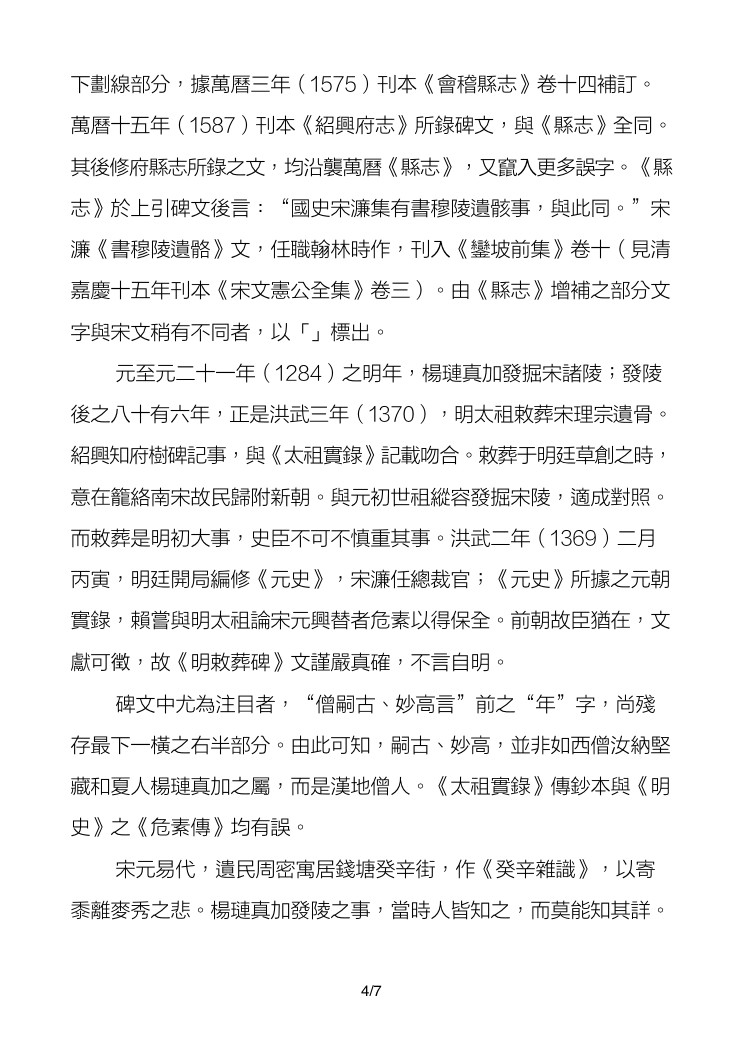 下劃線部分，據萬曆三年（1575）刊本《會稽縣志》卷十四補訂。
萬曆十五年（1587）刊本《紹興府志》所錄碑文，與《縣志》全同。
其後修府縣志所錄之文，均沿襲萬曆《縣志》，又竄入更多誤字。《縣
志》於上引碑文後言：“國史宋濂集有書穆陵遺骸事，與此同。”宋
濂《書穆陵遺骼》文，任職翰林時作，刊入《鑾坡前集》卷十（見清
嘉慶十五年刊本《宋文憲公全集》卷三）。由《縣志》增補之部分文
字與宋文稍有不同者，以「」標出。
元至元二十一年（1284）之明年，楊璉真加發掘宋諸陵；發陵
後之八十有六年，正是洪武三年（1370），明太祖敕葬宋理宗遺骨。
紹興知府樹碑記事，與《太祖實錄》記載吻合。敕葬于明廷草創之時，
意在籠絡南宋故民歸附新朝。與元初世祖縱容發掘宋陵，適成對照。
而敕葬是明初大事，史臣不可不慎重其事。洪武二年（1369）二月
丙寅，明廷開局編修《元史》，宋濂任總裁官；《元史》所據之元朝
實錄，賴嘗與明太祖論宋元興替者危素以得保全。前朝故臣猶在，文
獻可徵，故《明敕葬碑》文謹嚴真確，不言自明。
碑文中尤為注目者，“僧嗣古、妙高言”前之“年”字，尚殘
存最下一橫之右半部分。由此可知，嗣古、妙高，並非如西僧汝納堅
藏和夏人楊璉真加之屬，而是漢地僧人。《太祖實錄》傳鈔本與《明
史》之《危素傳》均有誤。
宋元易代，遺民周密寓居錢塘癸辛街，作《癸辛雜識》，以寄
黍離麥秀之悲。楊璉真加發陵之事，當時人皆知之，而莫能知其詳。
4/7